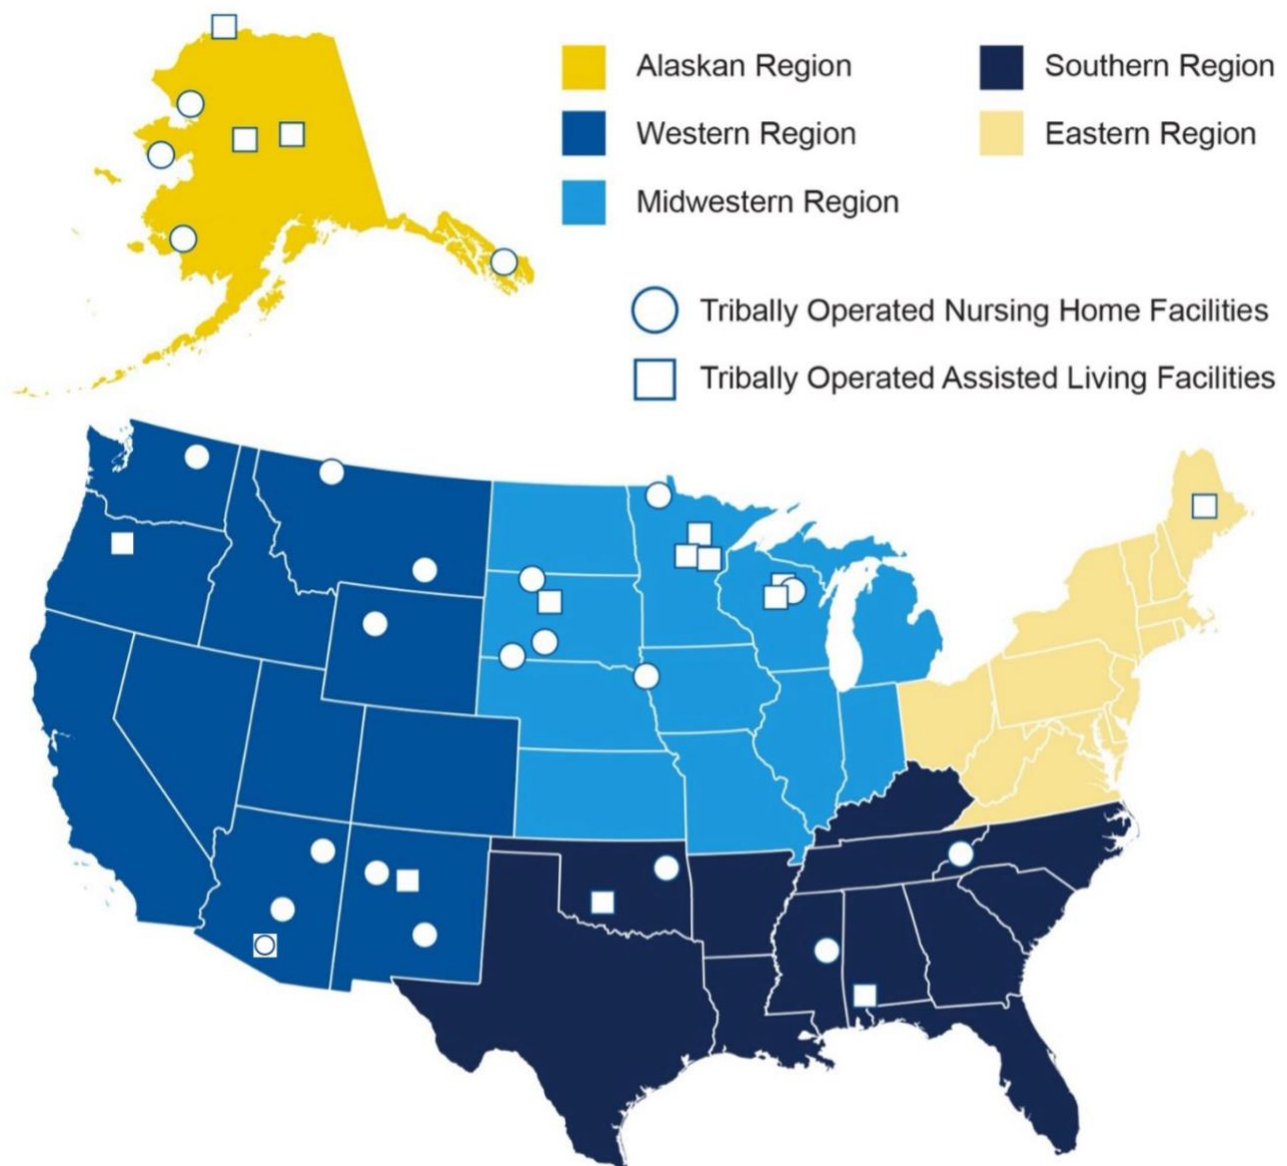 Alaskan Region
Western Region
Midwestern Region
Southern Region
Eastern Region
Tribally Operated Nursing Home Facilities
Tribally Operated Assisted Living Facilities